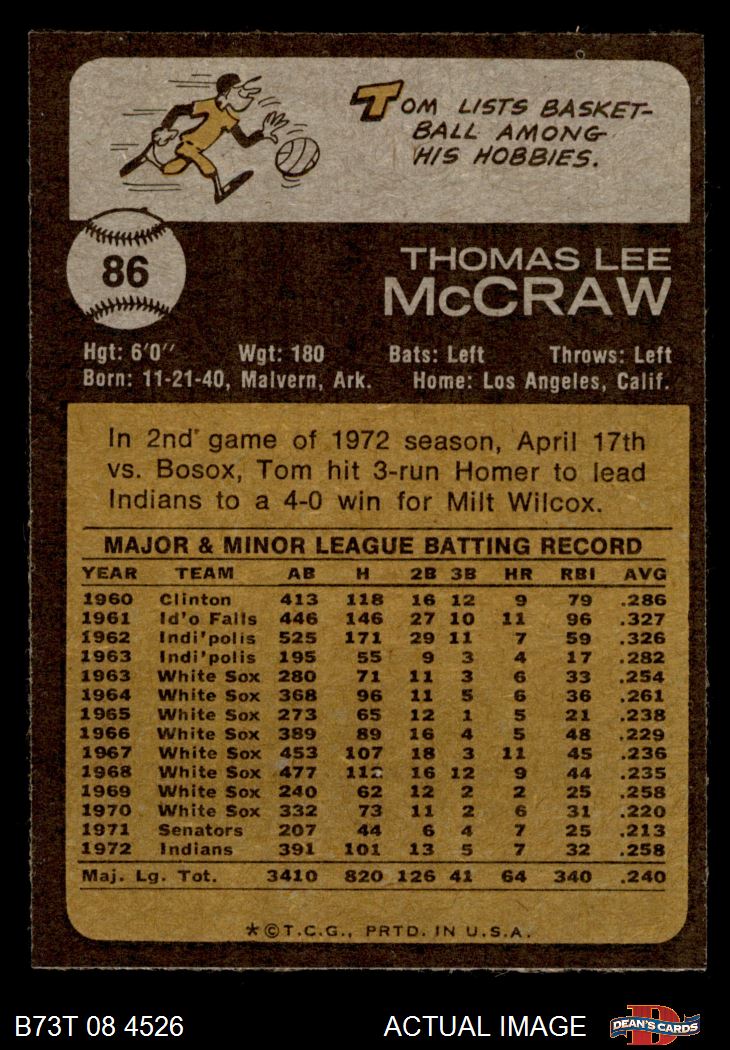 TOM LISTS BASKET-
BALL AMONG
HIS HOBBIES.
86
THOMAS LEE
McCRAW
Hgt: 6'0" Wgt: 180 Bats: Left Throws: Left
Born: 11-21-40, Malvern, Ark. Home: Los Angeles, Calif.
In 2nd game of 1972 season, April 17th
vs. Bosox, Tom hit 3-run Homer to lead
Indians to a 4-0 win for Milt Wilcox.
MAJOR & MINOR LEAGUE BATTING RECORD
YEAR TEAM AB H 2B 3B HR RBI AVG
1960 Clinton 413 118 16 12 9 79 .286
1961 Id'o Falls 446 146 27 10 11 96 .327
1962 Indi'polis 525 171 29 11 7 59 .326
1963 Indi'polis 195 55 9 3 4 17 .282
1963 White Sox 280 71 11 3 6 33 .254
1964 White Sox 368 96 11 5 6 36 .261
1965 White Sox 273 65 12 1 5 21 .238
1966 White Sox 389 89 16 4 5 48 .229
1967 White Sox 453 107 18 3 11 45 .236
1968 White Sox 477 112 16 12 9 44 .235
1969 White Sox 240 62 12 2 2 25 .258
1970 White Sox 332 73 11 2 6 31 .220
1971 Senators 207 44 6 4 7 25 .213
1972 Indians 391 101 13 5 7 32 .258
Maj. Lg. Tot. 3410 820 126 41 64 340 .240
*©T.C.G., PRTD. IN U.S.A.
B73T 08 4526 ACTUAL IMAGE DEAN'S CARDS